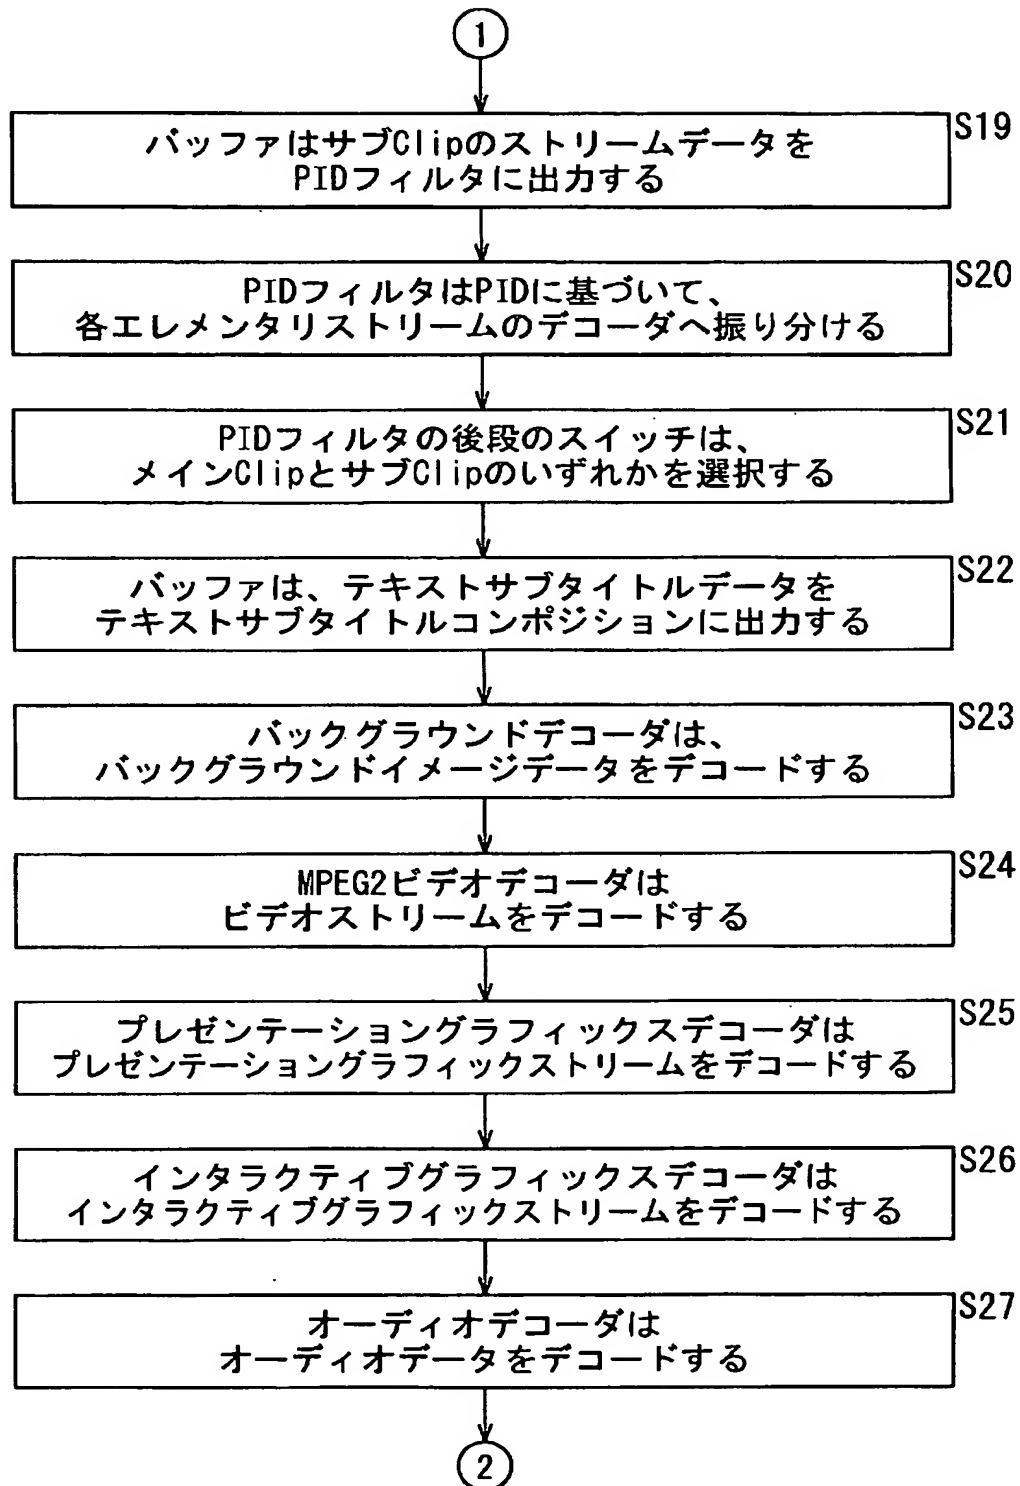 1
S19
バッファはサブClipのストリームデータを
PIDフィルタに出力する
S20
PIDフィルタはPIDに基づいて、
各エレメンタリストリームのデコーダへ振り分ける
S21
PIDフィルタの後段のスイッチは、
メインClipとサブClipのいずれかを選択する
S22
バッファは、テキストサブタイトルデータを
テキストサブタイトルコンポジションに出力する
S23
バックグラウンドデコーダは、
バックグラウンドイメージデータをデコードする
S24
MPEG2ビデオデコーダは
ビデオストリームをデコードする
S25
プレゼンテーショングラフィックスデコーダは
プレゼンテーショングラフィックストリームをデコードする
S26
インタラクティブグラフィックスデコーダは
インタラクティブグラフィックストリームをデコードする
S27
オーディオデコーダは
オーディオデータをデコードする
2